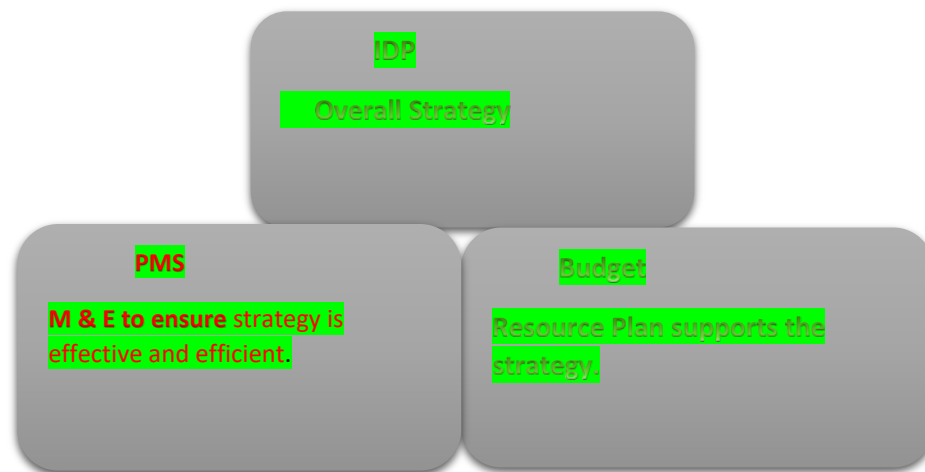 IDP
Overall Strategy
PMS
M & E to ensure strategy is
effective and efficient.
Budget
Resource Plan supports the
strategy.